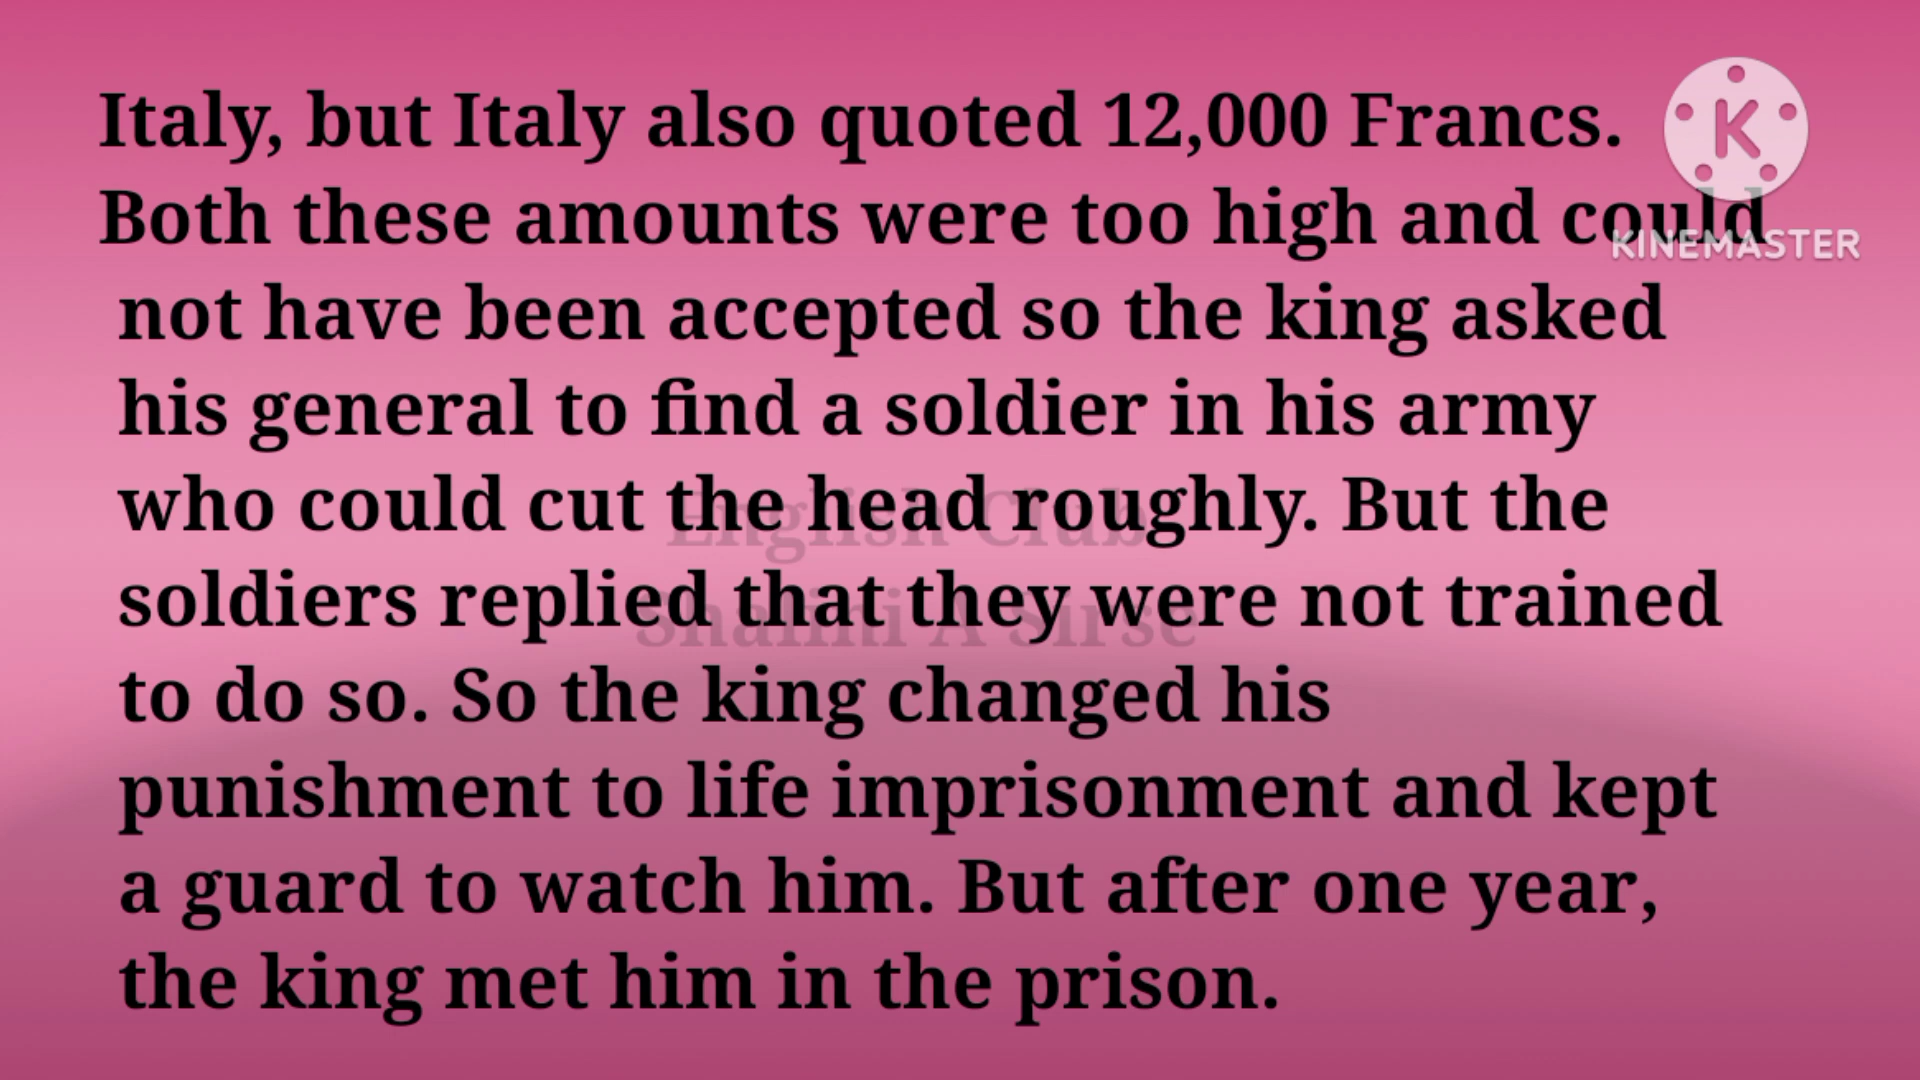 Italy, but Italy also quoted 12,000 Francs.
Both these amounts were too high and could
not have been accepted so the king asked
his general to find a soldier in his army
who could cut the head roughly. But the
soldiers replied that they were not trained
to do so. So the king changed his
punishment to life imprisonment and kept
a guard to watch him. But after one year,
the king met him in the prison.
K
KINEMASTER
English Club
Shalini A Sirse